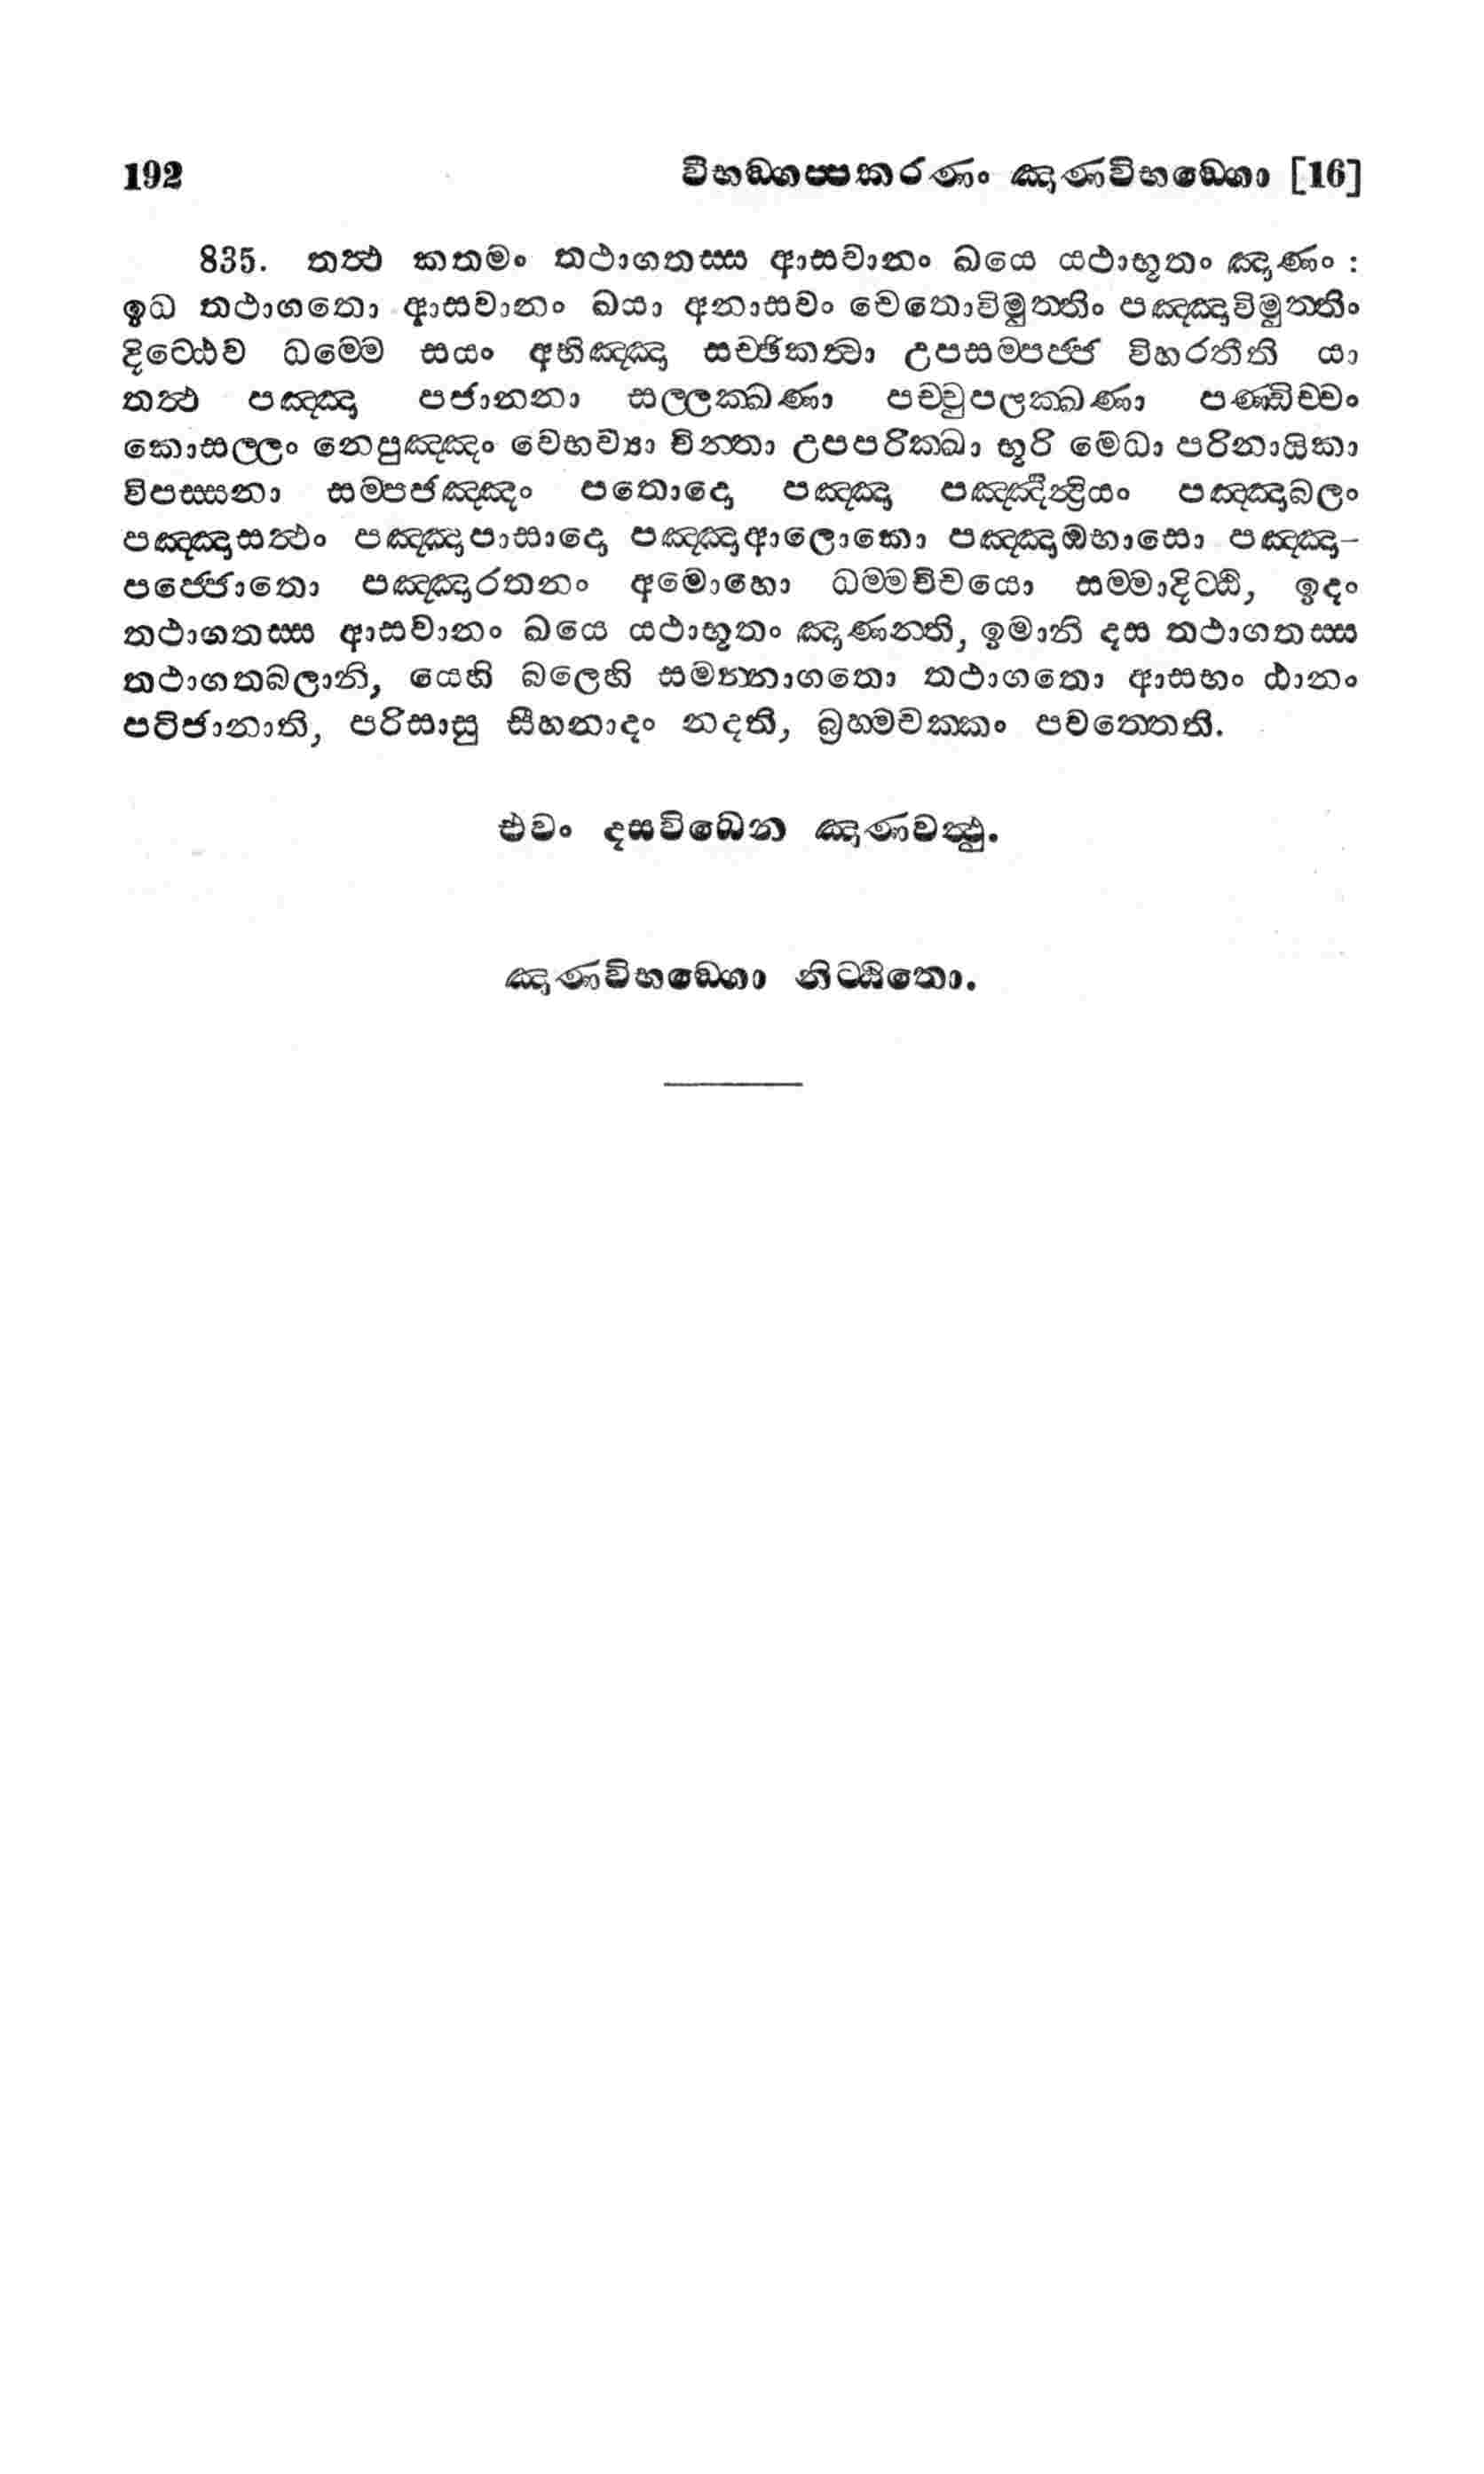 192 විභඞ්ගප්පකරණං ඤාණවිභඞ්ගො [16]
835. තත්ථ කතමං තථාගතස්ස ආසවානං ඛයෙ යථාභූතං ඤාණං :
ඉධ තථාගතො ආසවානං ඛයා අනාසවං චෙතොවිමුත්තිං පඤ්ඤාවිමුත්තිං
දිට්ඨෙව ධම්මෙ සයං අභිඤ්ඤා සච්ඡිකත්වා උපසම්පජ්ජ විහරතීති යා
තත්ථ පඤ්ඤා පජානනා සල්ලක්ඛණා පච්චුපලක්ඛණා පණ්ඩිච්චං
කොසල්ලං නෙපුඤ්ඤං වෙභව්‍යා චින්තා උපපරික්ඛා භූරි මෙධා පරිනායිකා
විපස්සනා සම්පජඤ්ඤං පතොදො පඤ්ඤා පඤ්ඤින්ද්‍රියං පඤ්ඤාබලං
පඤ්ඤාසත්ථං පඤ්ඤාපාසාදො පඤ්ඤාආලොකො පඤ්ඤාඔභාසො පඤ්ඤා-
පජ්ජොතො පඤ්ඤාරතනං අමොහො ධම්මවිචයො සම්මාදිට්ඨි, ඉදං
තථාගතස්ස ආසවානං ඛයෙ යථාභූතං ඤාණන්ති, ඉමානි දස තථාගතස්ස
තථාගතබලානි, යෙහි බලෙහි සමන්නාගතො තථාගතො ආසභං ඨානං
පටිජානාති, පරිසාසු සීහනාදං නදති, බ්‍රහ්මචක්කං පවත්තෙති.
එවං දසවිධෙන ඤාණවත්ථු.
ඤාණවිභඞ්ගො නිට්ඨිතො.